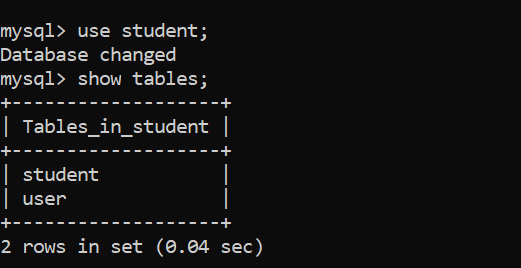 mysql> use student;
Database changed
mysql> show tables;
+-------------------+
| Tables_in_student |
+-------------------+
| student           |
| user              |
+-------------------+
2 rows in set (0.04 sec)